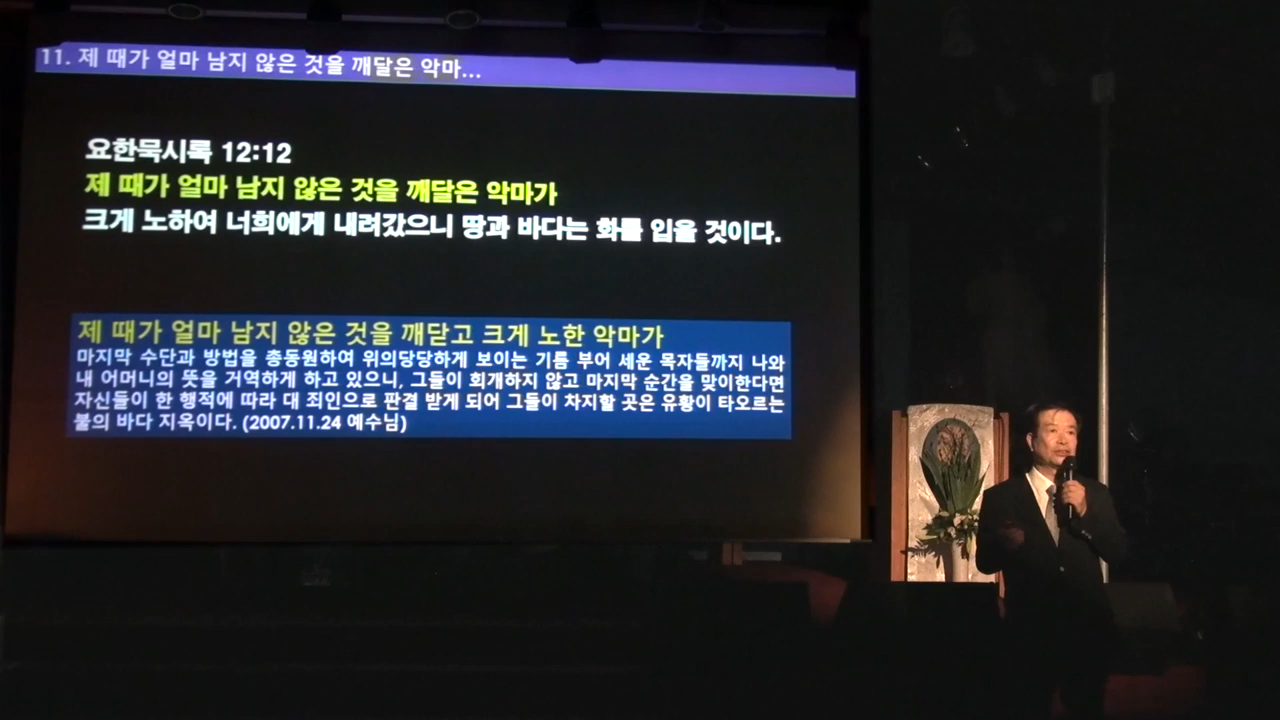 11. 제 때가 얼마 남지 않은 것을 깨달은 악마...
요한묵시록 12:12
제 때가 얼마 남지 않은 것을 깨달은 악마가
크게 노하여 너희에게 내려갔으니 땅과 바다는 화를 입을 것이다.
제 때가 얼마 남지 않은 것을 깨닫고 크게 노한 악마가
마지막 수단과 방법을 총동원하여 위의당당하게 보이는 기름 부어 세운 목자들까지 나와
내 어머니의 뜻을 거역하게 하고 있으니, 그들이 회개하지 않고 마지막 순간을 맞이한다면
자신들이 한 행적에 따라 대 죄인으로 판결 받게 되어 그들이 차지할 곳은 유황이 타오르는
불의 바다 지옥이다. (2007.11.24 예수님)